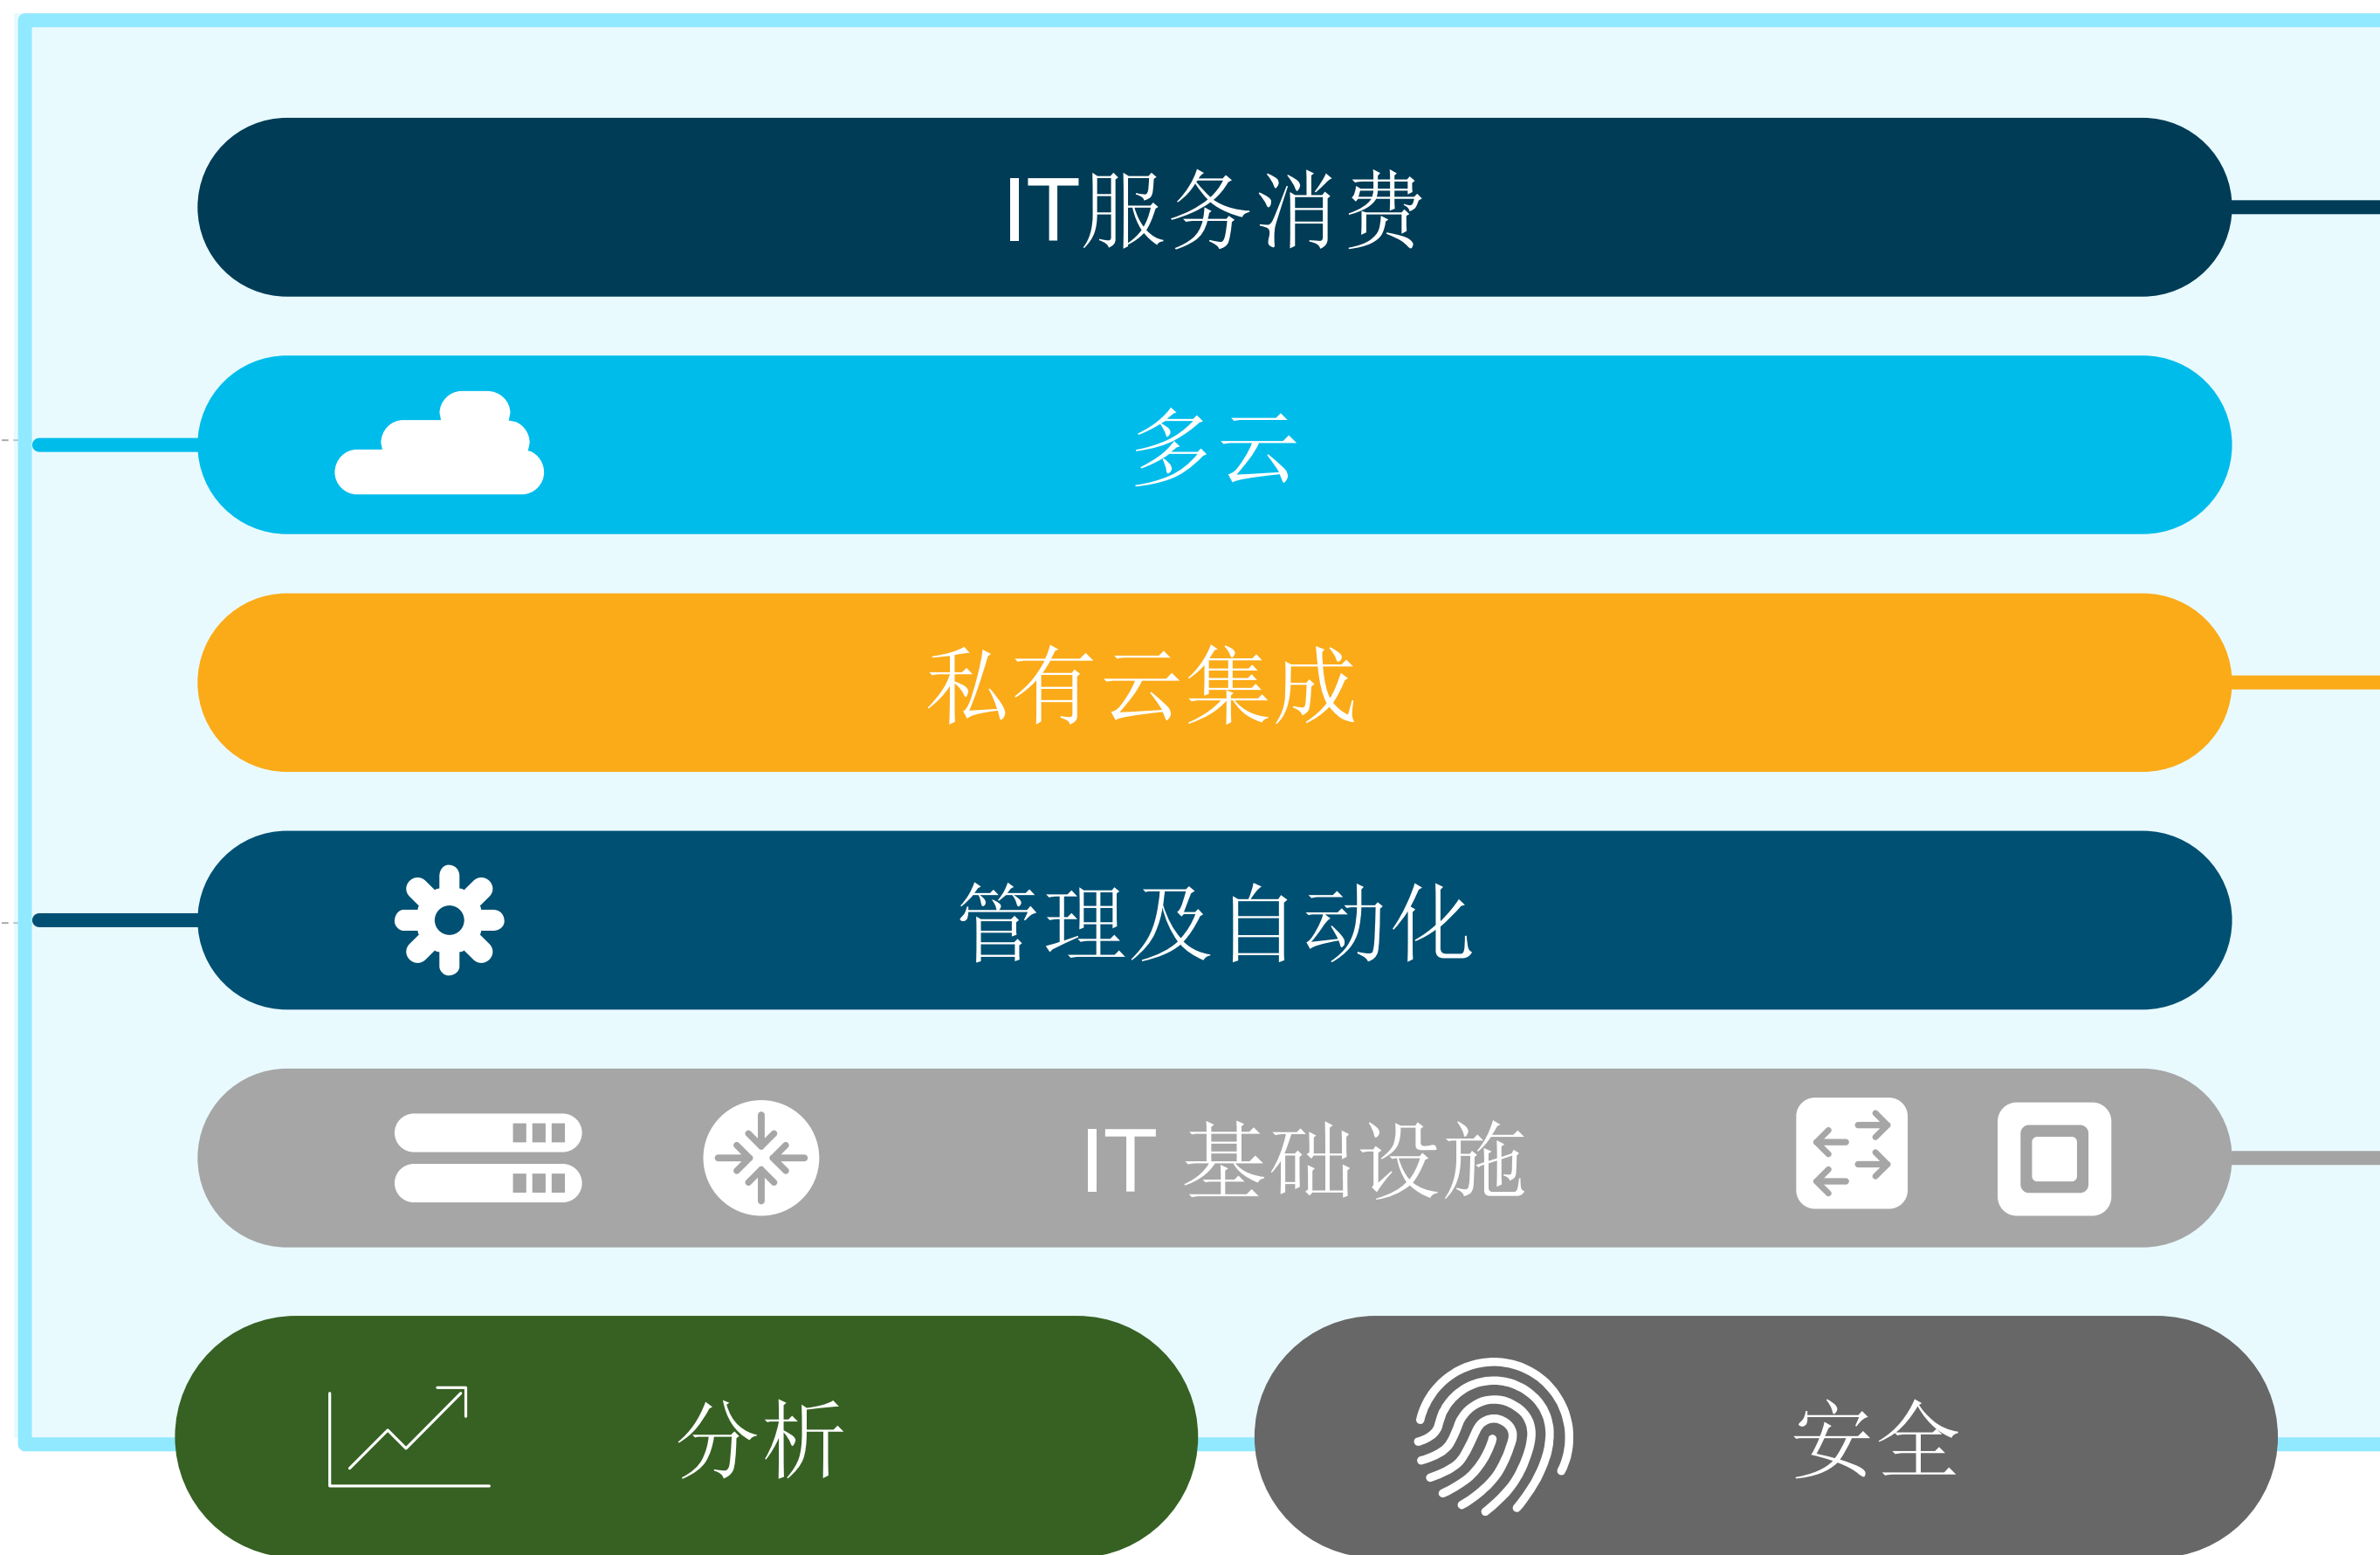 IT服务消费
多云
私有云集成
管理及自动化
IT 基础设施
分析
安全